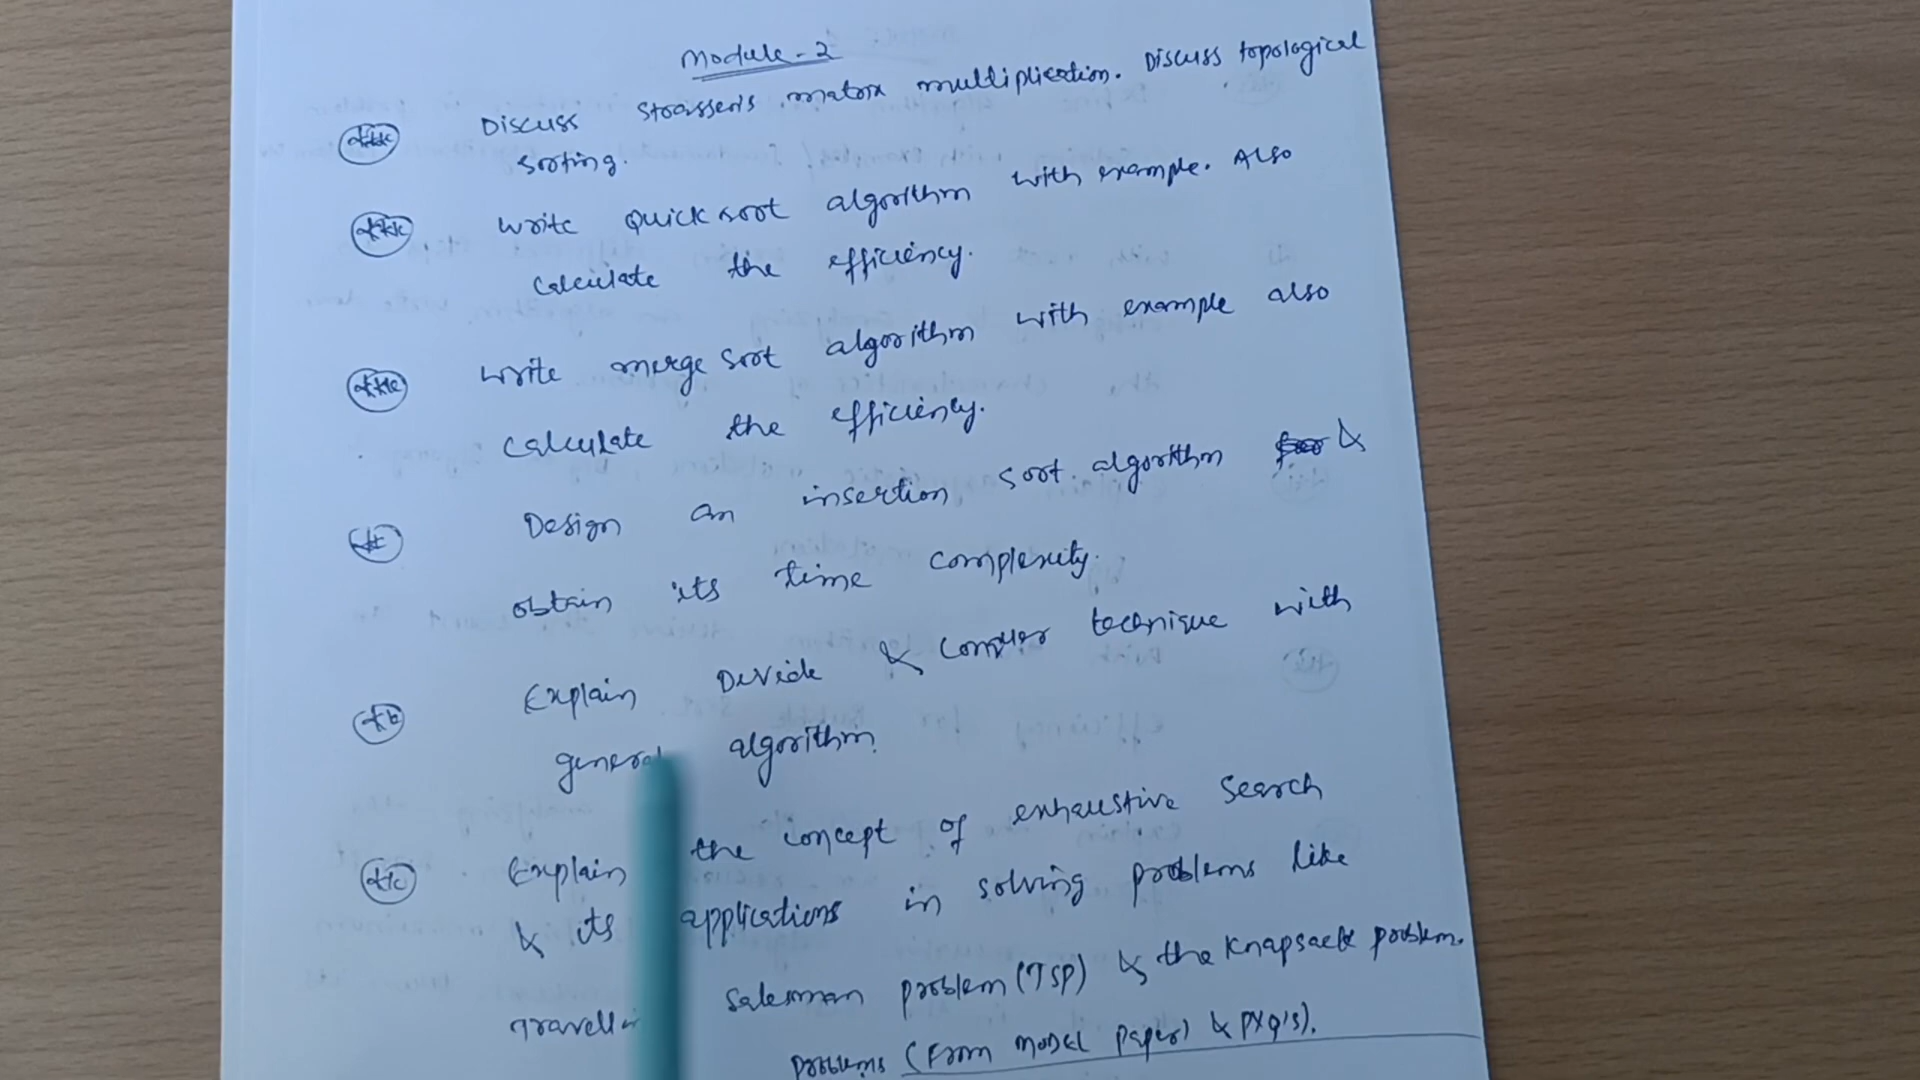 Module - 2
*** Discuss Strassen's matrix multiplication. Discuss topological
sorting.
*** Write Quick sort algorithm with example. Also
calculate the efficiency.
*** Write merge sort algorithm with example also
calculate the efficiency.
Design an insertion sort algorithm &
obtain its time complexity.
Explain Devide & Conquer technique with
general algorithm.
Explain the concept of exhaustive search
& its applications in solving problems like
Salesman problem (TSP) & the Knapsack problem.
problems (From model paper) & PYQ's).